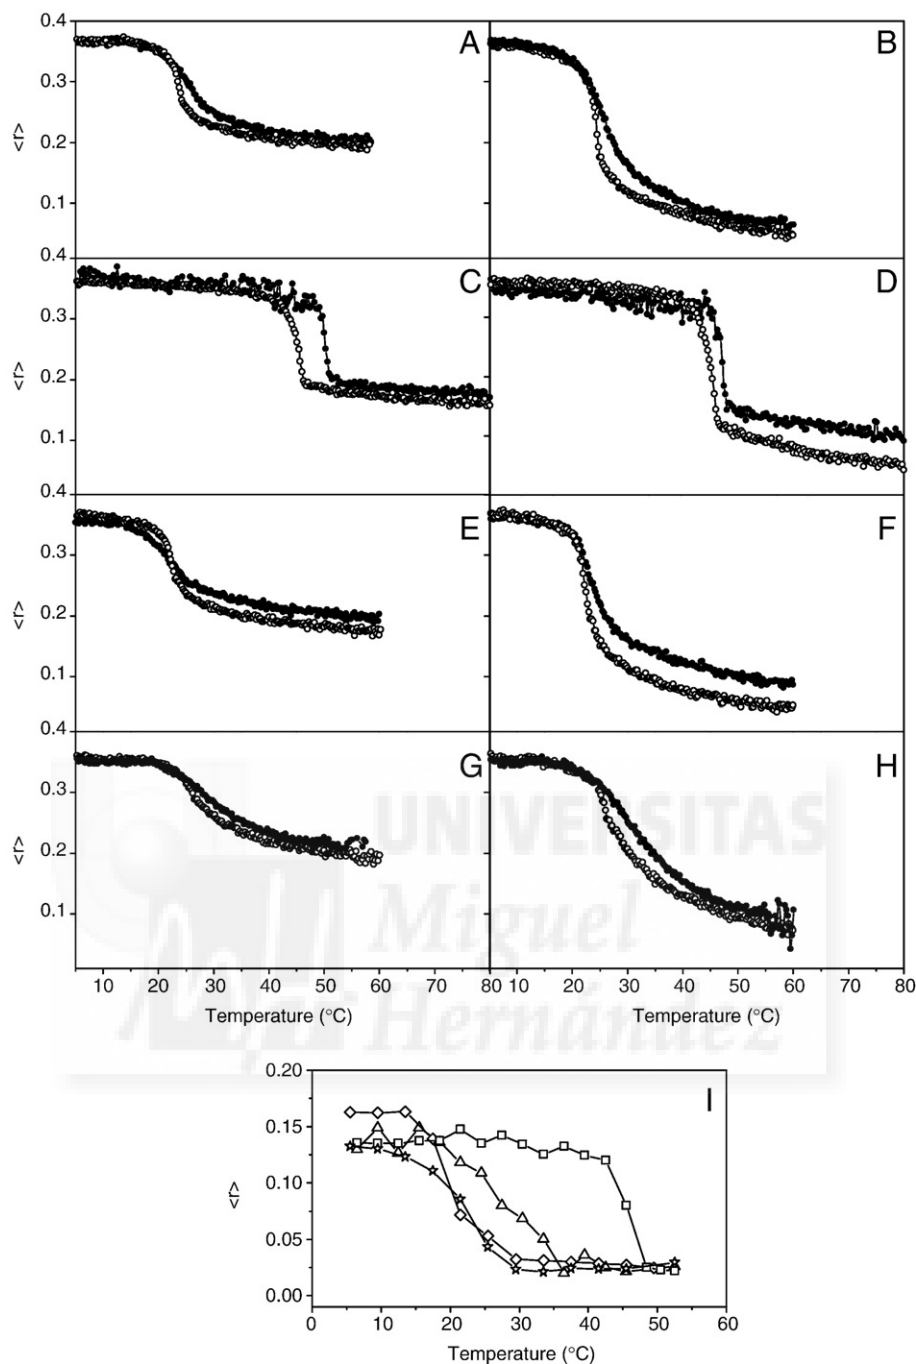 0.4 A B
0.3
<r>
0.2
0.1
0.4 C D
0.3
<r>
0.2
0.1
0.4 E F
0.3
<r>
0.2
0.1
0.4 G H
0.3
<r>
0.2
0.1
UNIVERSITAS
Miguel
Hernández
10 20 30 40 50 60 70 80 10 20 30 40 50 60 70 80
Temperature (°C) Temperature (°C)
0.20 I
0.15
<r>
0.10
0.05
0.00
0 10 20 30 40 50 60
Temperature (°C)